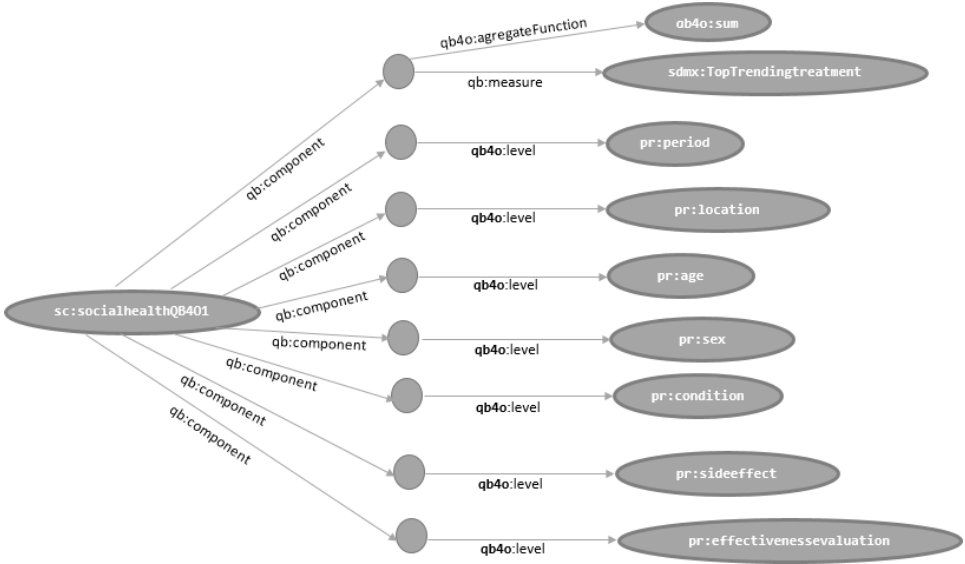 qb4o:sum
qb4o:agregateFunction
sdmx:TopTrendingtreatment
qb:measure
qb:component
pr:period
qb4o:level
qb:component
pr:location
qb4o:level
qb:component
pr:age
qb4o:level
qb:component
sc:socialhealthQB4O1
pr:sex
qb4o:level
qb:component
pr:condition
qb4o:level
qb:component
pr:sideeffect
qb4o:level
qb:component
pr:effectivenessevaluation
qb4o:level
qb:component